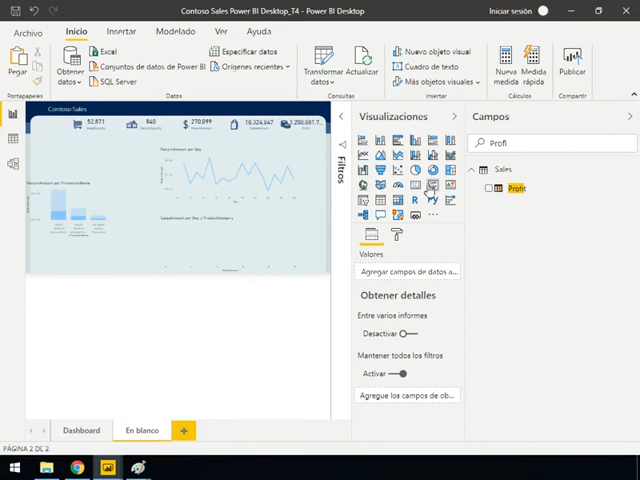 Contoso Sales Power BI Desktop_T4 - Power BI Desktop
Iniciar sesión
Archivo
Inicio
Insertar
Modelado
Ver
Ayuda
Pegar
Excel
Conjuntos de datos de Power BI
SQL Server
Obtener datos
Especificar datos
Orígenes recientes
Transformar datos
Actualizar
Nuevo objeto visual
Cuadro de texto
Más objetos visuales
Nueva medida
Medida rápida
Publicar
Portapapeles
Datos
Consultas
Insertar
Cálculos
Compartir
Contoso Sales
52,871
840
270,099
18,324,847
Filtros
Visualizaciones
R
Py
Valores
Agregar campos de datos a...
Obtener detalles
Entre varios informes
Desactivar
Mantener todos los filtros
Activar
Agregue los campos de ob...
Campos
Profi
Sales
Profit
Dashboard
En blanco
PÁGINA 2 DE 2